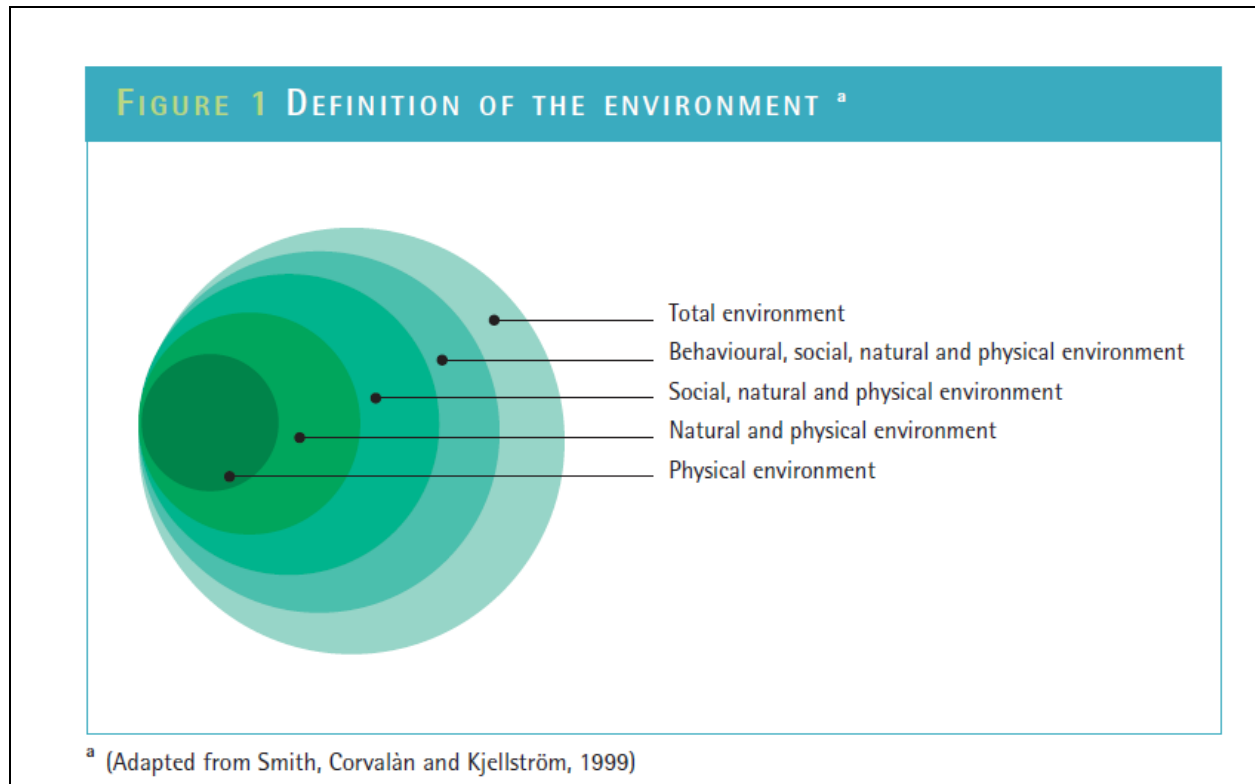 FIGURE 1 DEFINITION OF THE ENVIRONMENT a
Total environment
Behavioural, social, natural and physical environment
Social, natural and physical environment
Natural and physical environment
Physical environment
a (Adapted from Smith, Corvalàn and Kjellström, 1999)